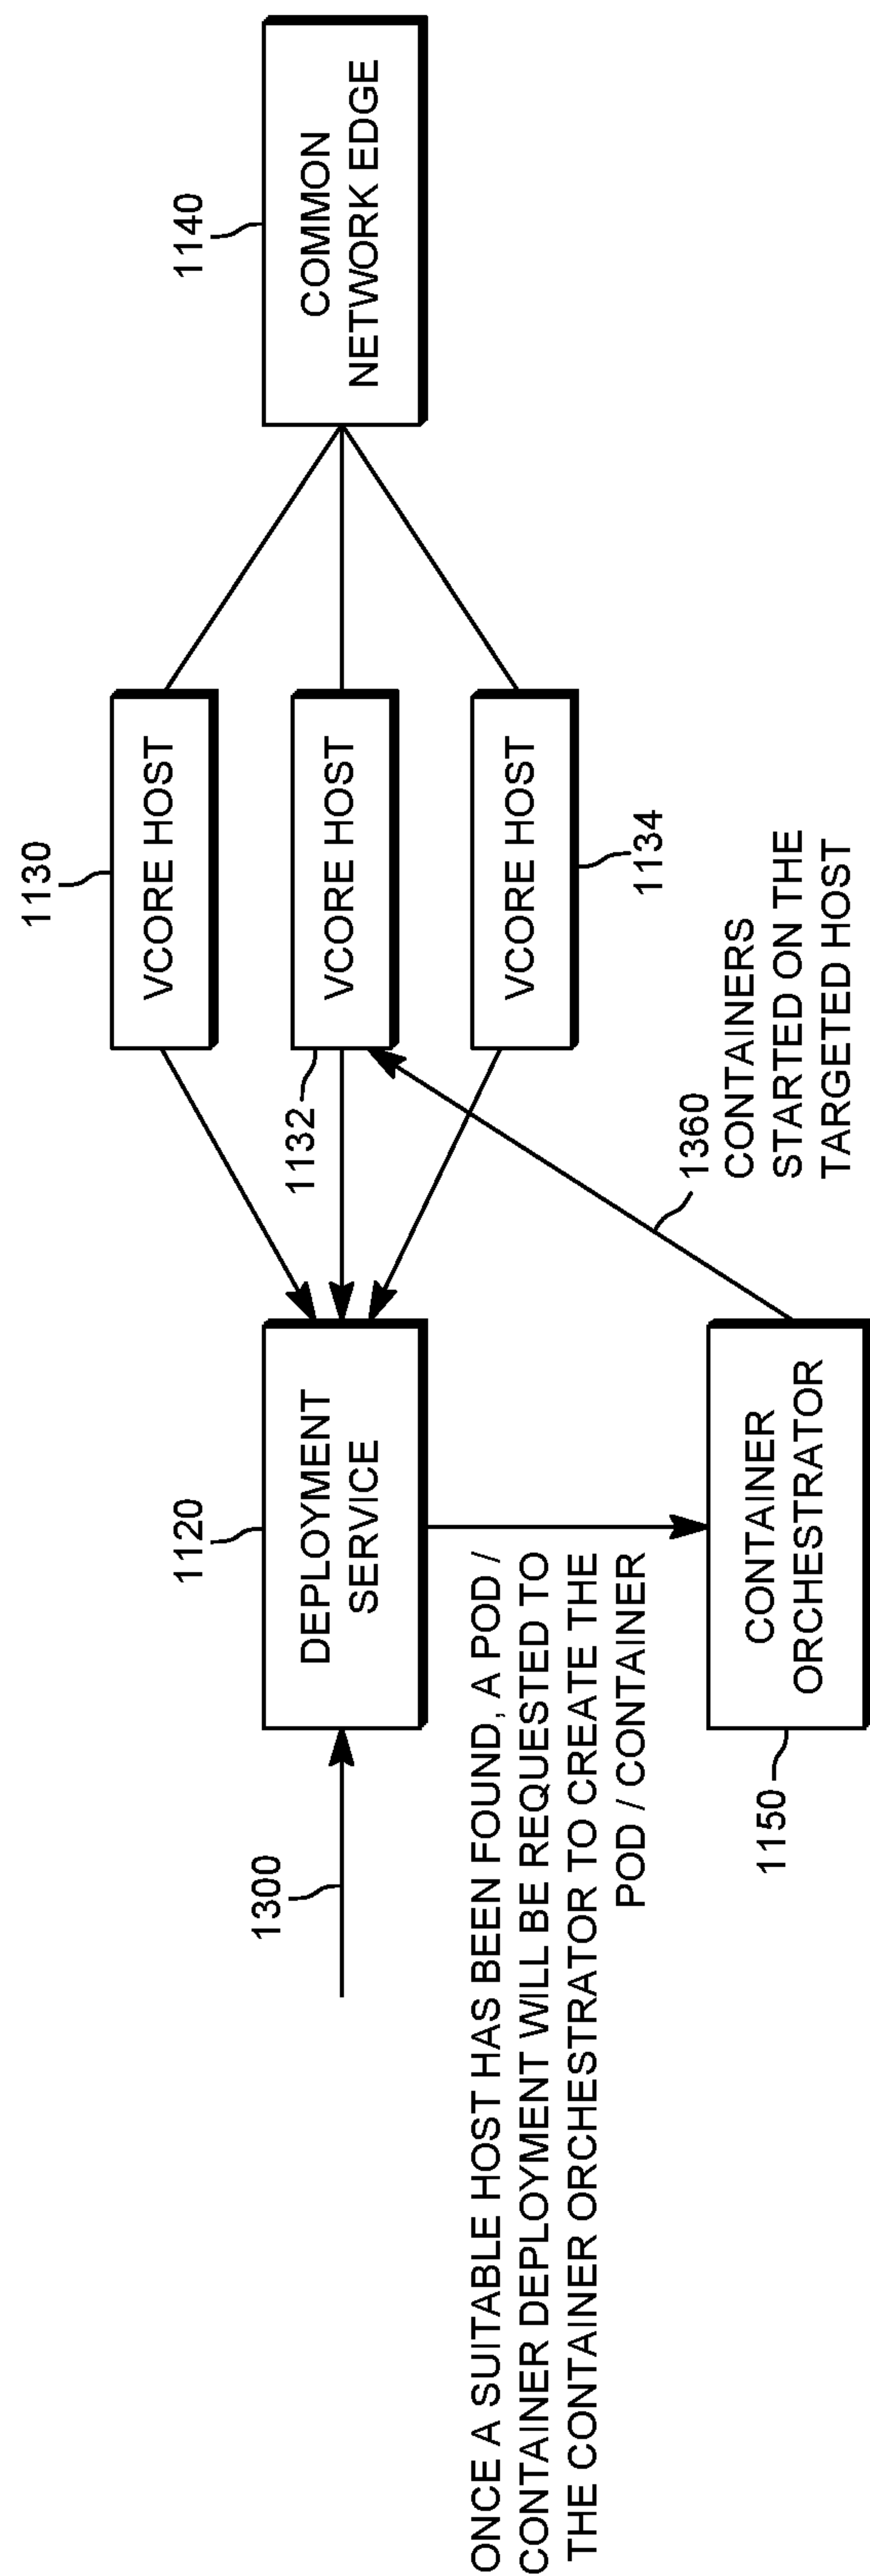 1300
1120
DEPLOYMENT
SERVICE
ONCE A SUITABLE HOST HAS BEEN FOUND, A POD /
CONTAINER DEPLOYMENT WILL BE REQUESTED TO
THE CONTAINER ORCHESTRATOR TO CREATE THE
POD / CONTAINER
1150
CONTAINER
ORCHESTRATOR
1130
VCORE HOST
1132
VCORE HOST
VCORE HOST
1134
1360
CONTAINERS
STARTED ON THE
TARGETED HOST
1140
COMMON
NETWORK EDGE